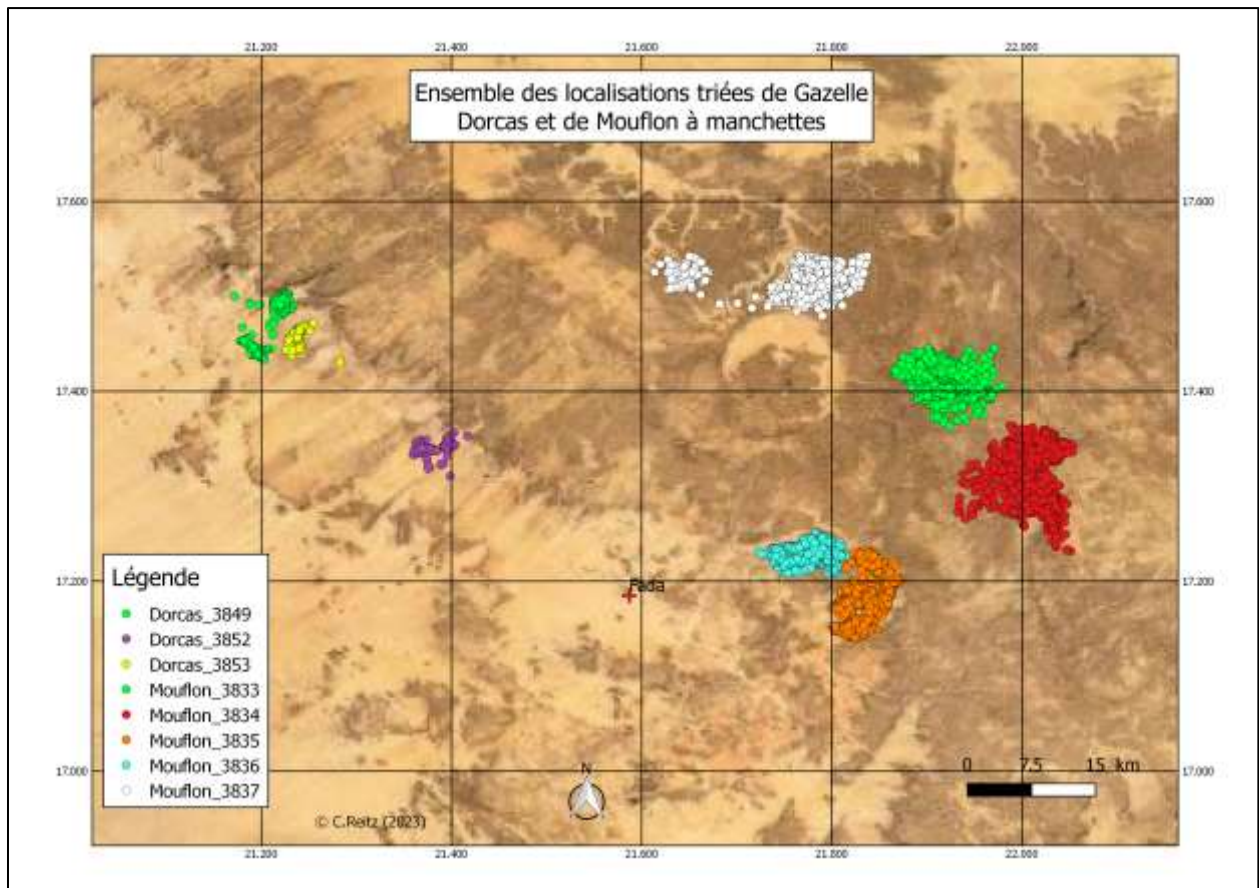 21.200 21.400 21.600 21.800 22.000
Ensemble des localisations triées de Gazelle
Dorcas et de Mouflon à manchettes
17.600 17.600
17.400 17.400
17.200 17.200
Fada
Légende
Dorcas_3849
Dorcas_3852
Dorcas_3853
Mouflon_3833
Mouflon_3834
Mouflon_3835
Mouflon_3836
Mouflon_3837
17.000 17.000
0 7.5 15 km
N
© C.Reitz (2023)
21.200 21.400 21.600 21.800 22.000